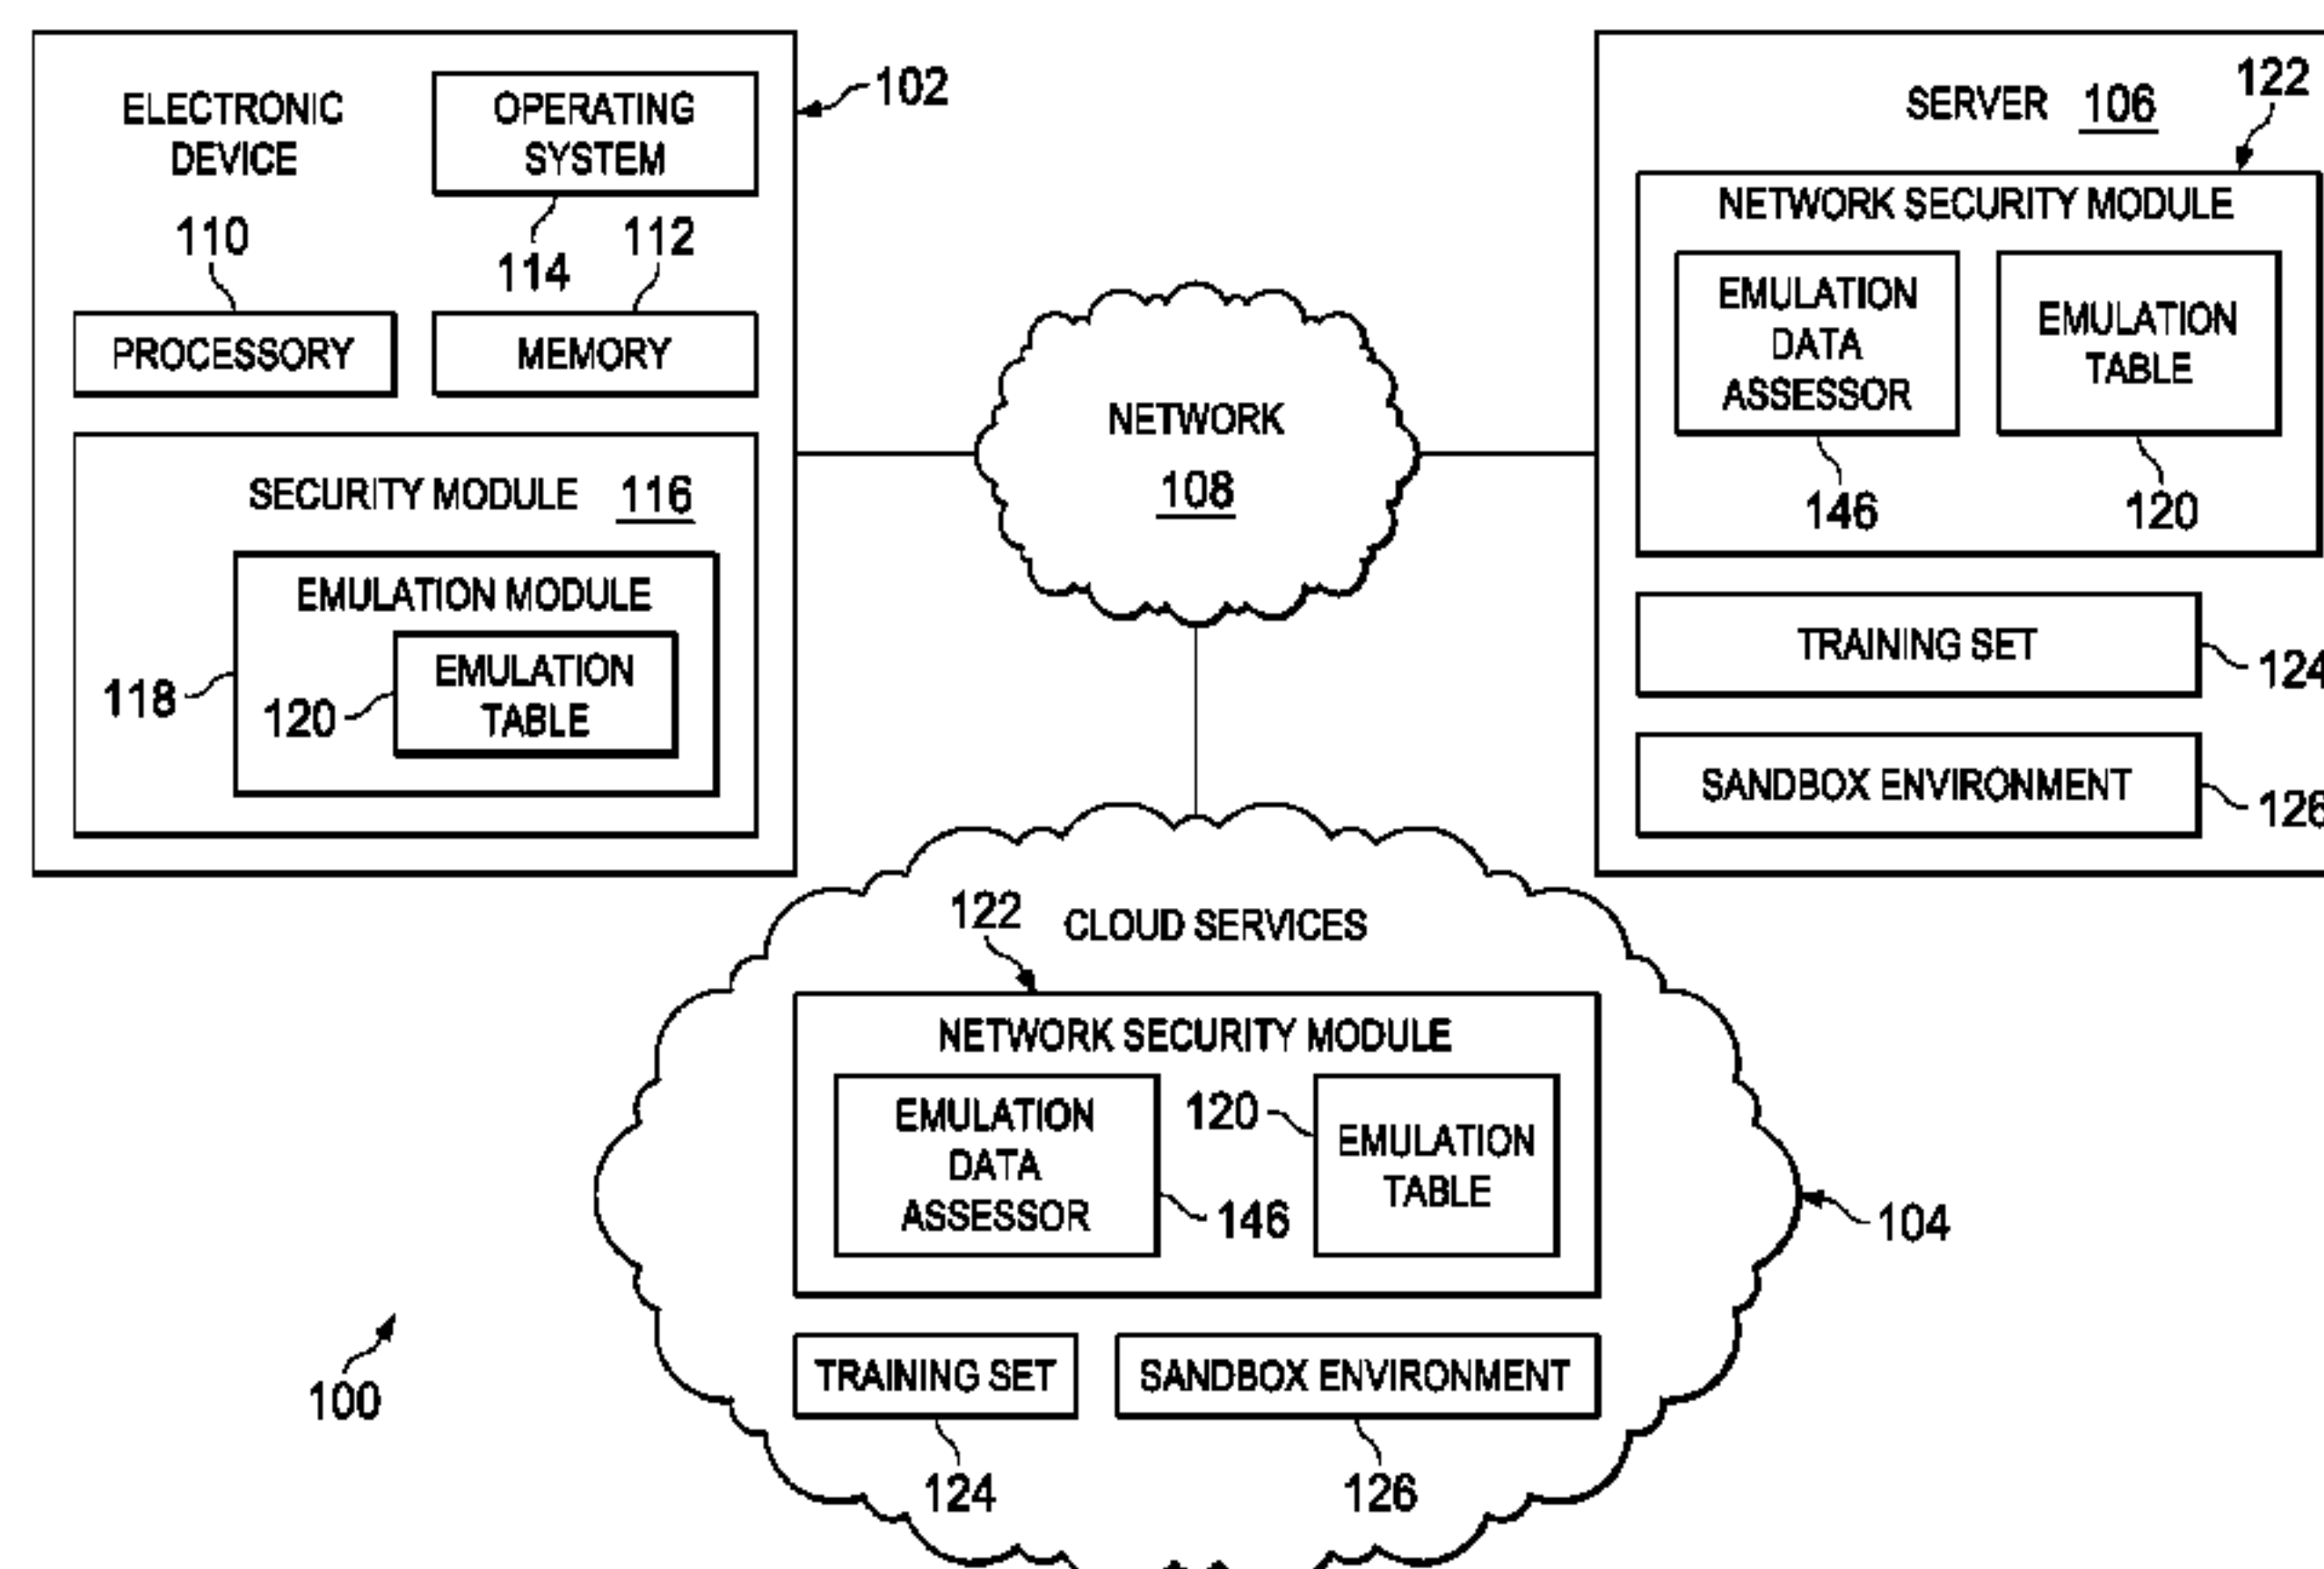 ELECTRONIC
DEVICE
OPERATING
SYSTEM
102
110
114
112
PROCESSORY
MEMORY
SECURITY MODULE 116
EMULATION MODULE
118
120
EMULATION
TABLE
NETWORK
108
SERVER 106
122
NETWORK SECURITY MODULE
EMULATION
DATA
ASSESSOR
EMULATION
TABLE
146
120
TRAINING SET
124
SANDBOX ENVIRONMENT
126
122
CLOUD SERVICES
NETWORK SECURITY MODULE
EMULATION
DATA
ASSESSOR
146
120
EMULATION
TABLE
104
TRAINING SET
SANDBOX ENVIRONMENT
124
126
100